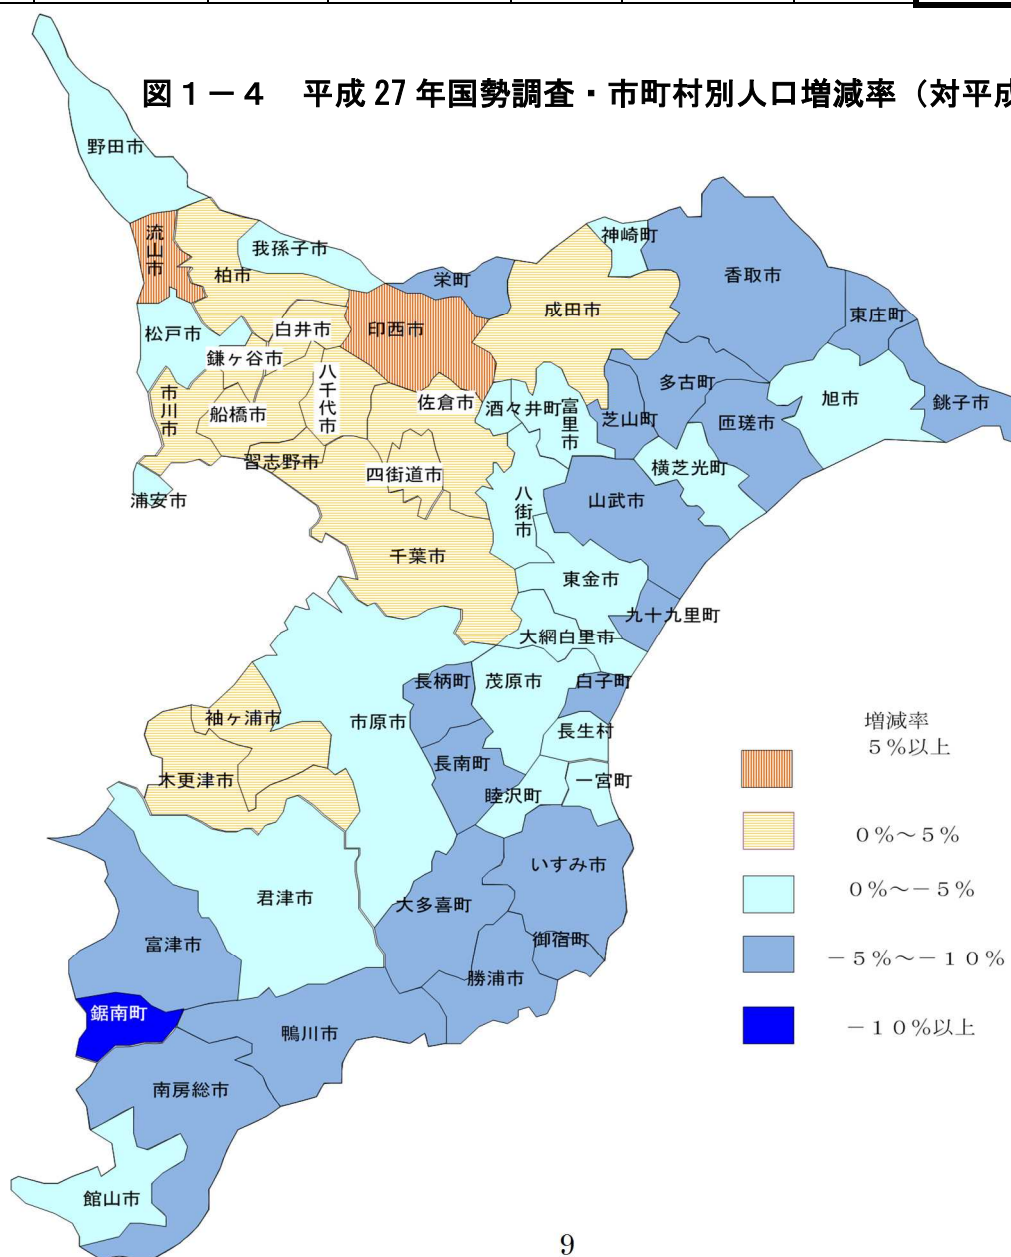 図１－４　平成 27 年国勢調査・市町村別人口増減率（対平成
野田市
流山市
柏市
我孫子市
栄町
神崎町
香取市
成田市
東庄町
松戸市
白井市
印西市
鎌ヶ谷市
市川市
船橋市
八千代市
佐倉市
酒々井町
富里市
芝山町
多古町
匝瑳市
旭市
銚子市
習志野市
四街道市
横芝光町
浦安市
八街市
山武市
千葉市
東金市
九十九里町
大網白里市
長柄町
茂原市
白子町
袖ヶ浦市
市原市
長生村
長南町
木更津市
睦沢町
一宮町
いすみ市
君津市
大多喜町
富津市
御宿町
勝浦市
鋸南町
鴨川市
南房総市
館山市
増減率
５％以上
０％～５％
０％～－５％
－５％～－１０％
－１０％以上
9